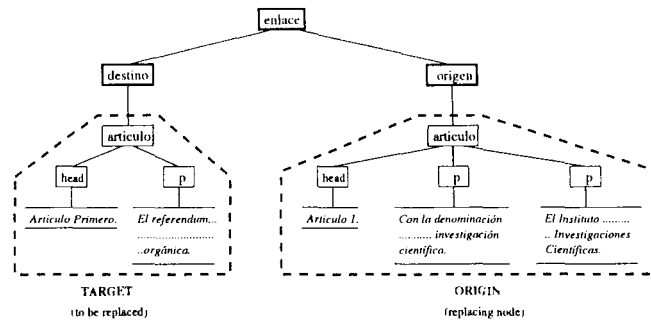 enlace
destino
origen
articulo
articulo
head
p
head
p
p
Articulo Primero.
El referendum...
........................
..orgánica.
Articulo 1.
Con la denominación
.......... investigación
científica.
El Instituto .........
.. Investigaciones
Científicas.
TARGET
(to be replaced)
ORIGIN
(replacing node)